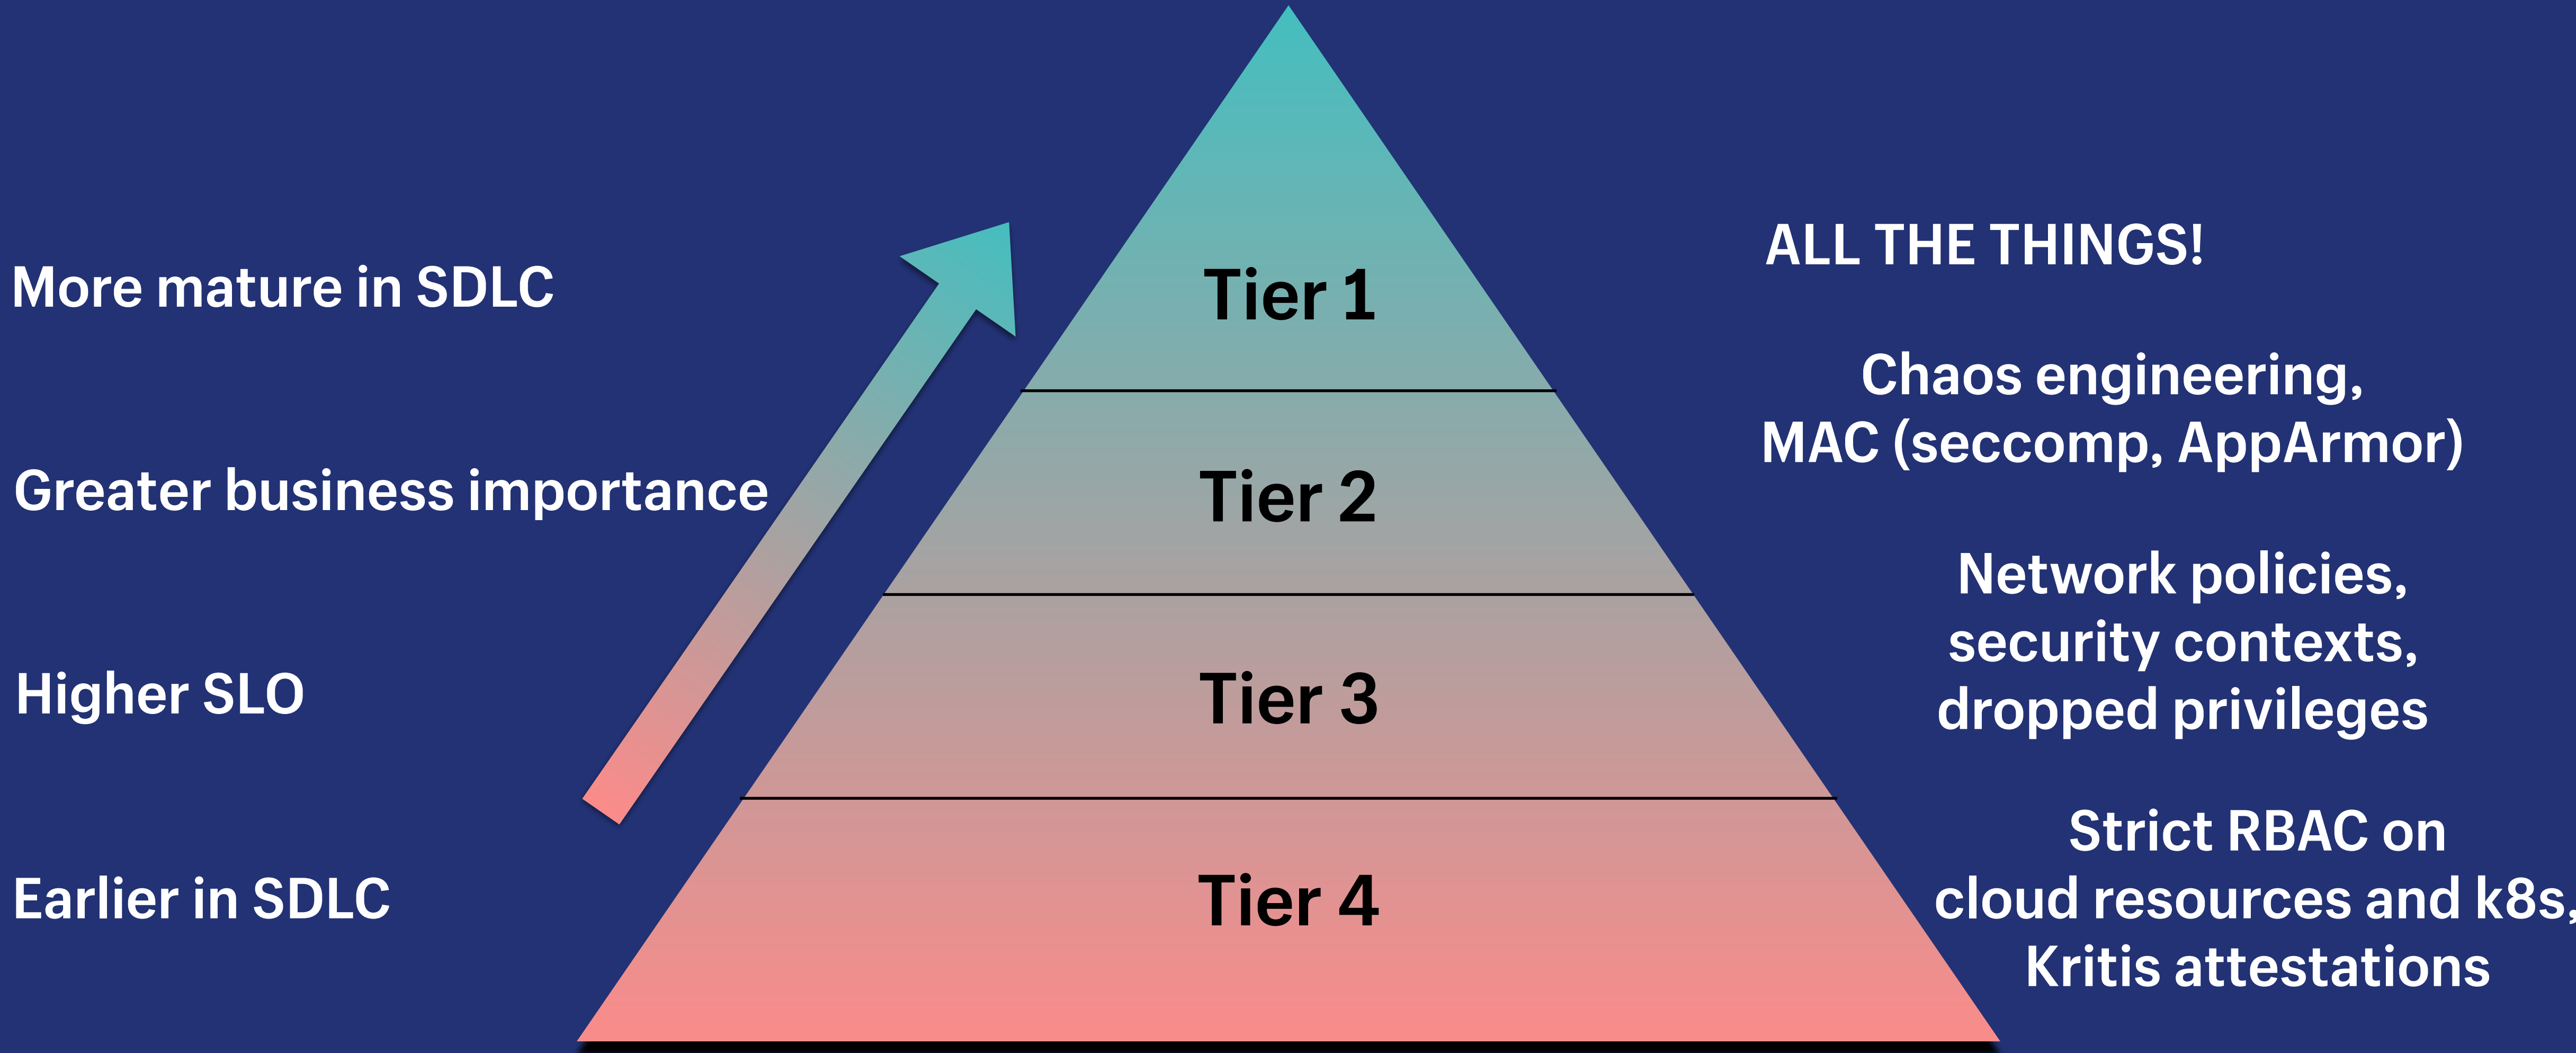 More mature in SDLC
Greater business importance
Higher SLO
Earlier in SDLC
Tier 1
Tier 2
Tier 3
Tier 4
ALL THE THINGS!
Chaos engineering,
MAC (seccomp, AppArmor)
Network policies,
security contexts,
dropped privileges
Strict RBAC on
cloud resources and k8s,
Kritis attestations